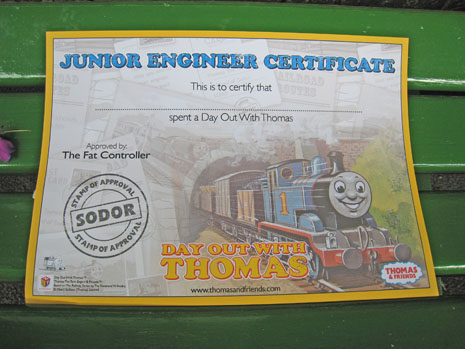 JUNIOR ENGINEER CERTIFICATE
This is to certify that
spent a Day Out With Thomas
Approved by:
The Fat Controller
STAMP OF APPROVAL
SODOR
STAMP OF APPROVAL
1
DAY OUT WITH
THOMAS
www.thomasandfriends.com
THOMAS
& FRIENDS